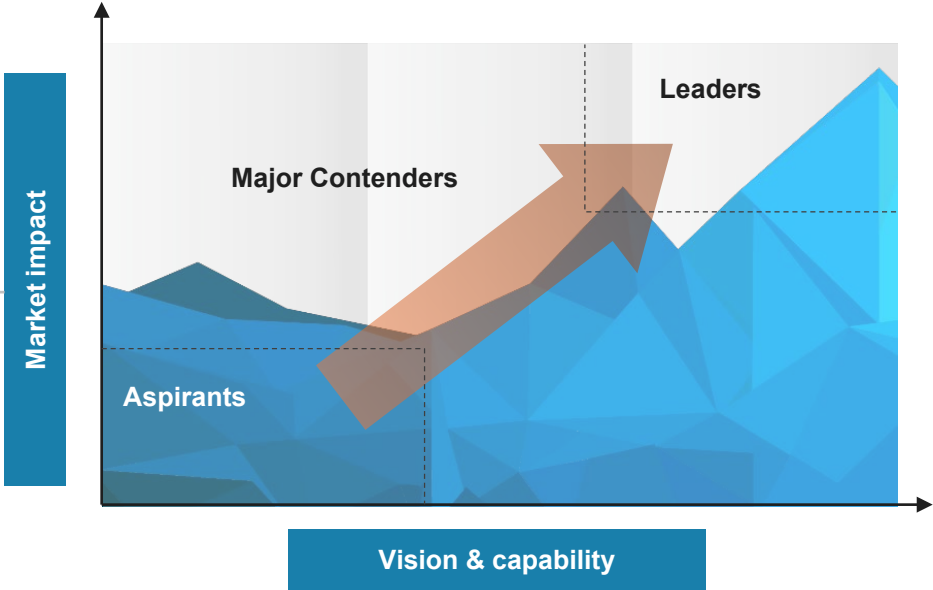 Leaders
Major Contenders
Market impact
Aspirants
Vision & capability